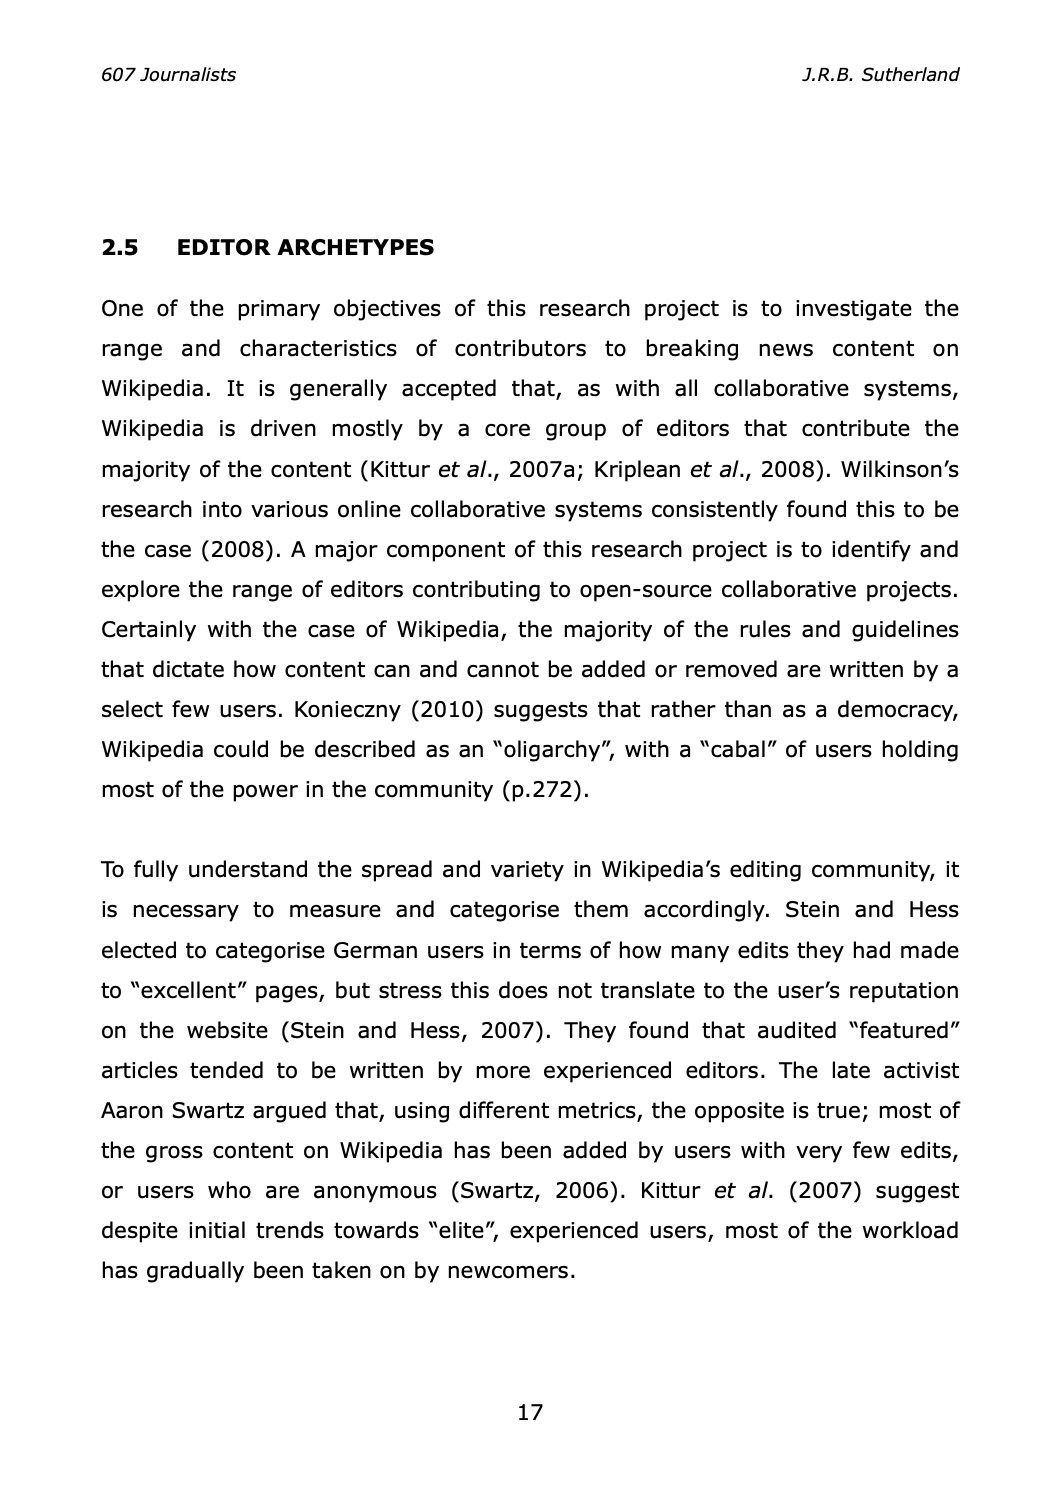 607 Journalists
J.R.B. Sutherland
2.5 EDITOR ARCHETYPES
One of the primary objectives of this research project is to investigate the
range and characteristics of contributors to breaking news content on
Wikipedia. It is generally accepted that, as with all collaborative systems,
Wikipedia is driven mostly by a core group of editors that contribute the
majority of the content (Kittur et al., 2007a; Kriplean et al., 2008). Wilkinson’s
research into various online collaborative systems consistently found this to be
the case (2008). A major component of this research project is to identify and
explore the range of editors contributing to open-source collaborative projects.
Certainly with the case of Wikipedia, the majority of the rules and guidelines
that dictate how content can and cannot be added or removed are written by a
select few users. Konieczny (2010) suggests that rather than as a democracy,
Wikipedia could be described as an “oligarchy”, with a “cabal” of users holding
most of the power in the community (p.272).
To fully understand the spread and variety in Wikipedia’s editing community, it
is necessary to measure and categorise them accordingly. Stein and Hess
elected to categorise German users in terms of how many edits they had made
to “excellent” pages, but stress this does not translate to the user’s reputation
on the website (Stein and Hess, 2007). They found that audited “featured”
articles tended to be written by more experienced editors. The late activist
Aaron Swartz argued that, using different metrics, the opposite is true; most of
the gross content on Wikipedia has been added by users with very few edits,
or users who are anonymous (Swartz, 2006). Kittur et al. (2007) suggest
despite initial trends towards “elite”, experienced users, most of the workload
has gradually been taken on by newcomers.
17